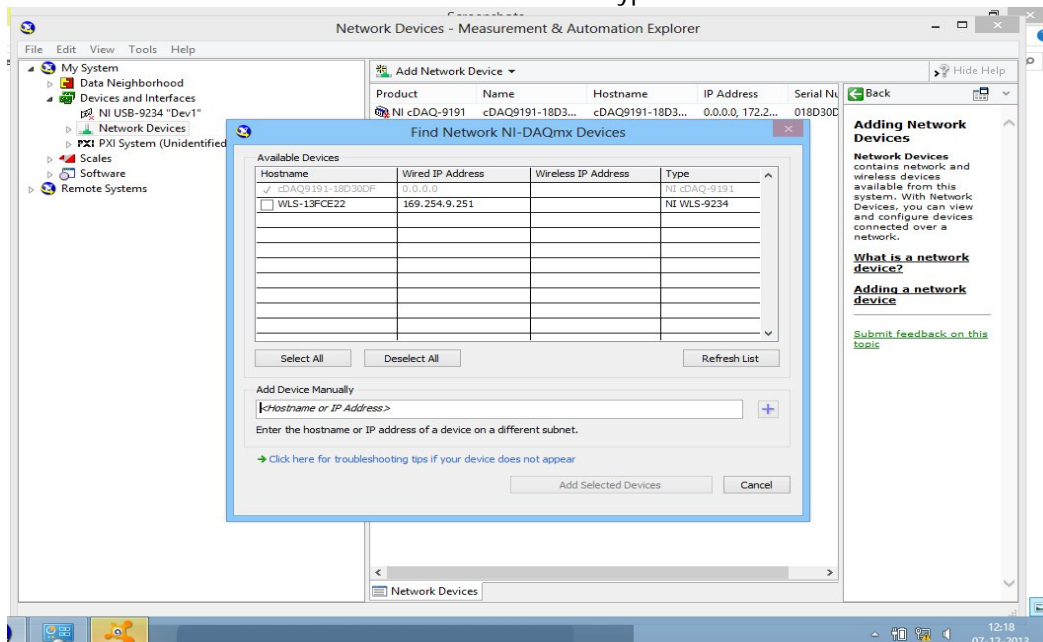 Network Devices - Measurement & Automation Explorer
File Edit View Tools Help
My System
Data Neighborhood
Devices and Interfaces
NI USB-9234 "Dev1"
Network Devices
PXI PXI System (Unidentified
Scales
Software
Remote Systems
Add Network Device
Hide Help
Product Name Hostname IP Address Serial Nu
NI cDAQ-9191 cDAQ9191-18D3... cDAQ9191-18D3... 0.0.0.0, 172.2... 018D30D
Find Network NI-DAQmx Devices
Available Devices
Hostname Wired IP Address Wireless IP Address Type
cDAQ9191-18D30DF 0.0.0.0 NI cDAQ-9191
WLS-13FCE22 169.254.9.251 NI WLS-9234
Select All Deselect All Refresh List
Add Device Manually
<Hostname or IP Address>
Enter the hostname or IP address of a device on a different subnet.
Click here for troubleshooting tips if your device does not appear
Add Selected Devices Cancel
Network Devices
Back
Adding Network
Devices
Network Devices
contains network and
wireless devices
available from this
system. With Network
Devices, you can view
and configure devices
connected over a
network.
What is a network
device?
Adding a network
device
Submit feedback on this
topic
12:18
07-12-2013